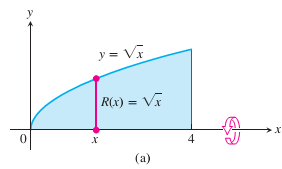 y
y = √x
R(x) = √x
0 x 4 x
(a)